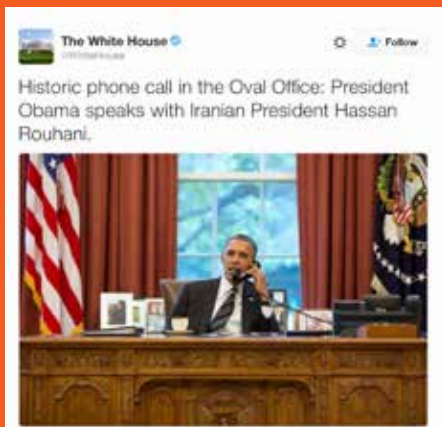 The White House
@WhiteHouse
Follow
Historic phone call in the Oval Office: President
Obama speaks with Iranian President Hassan
Rouhani.